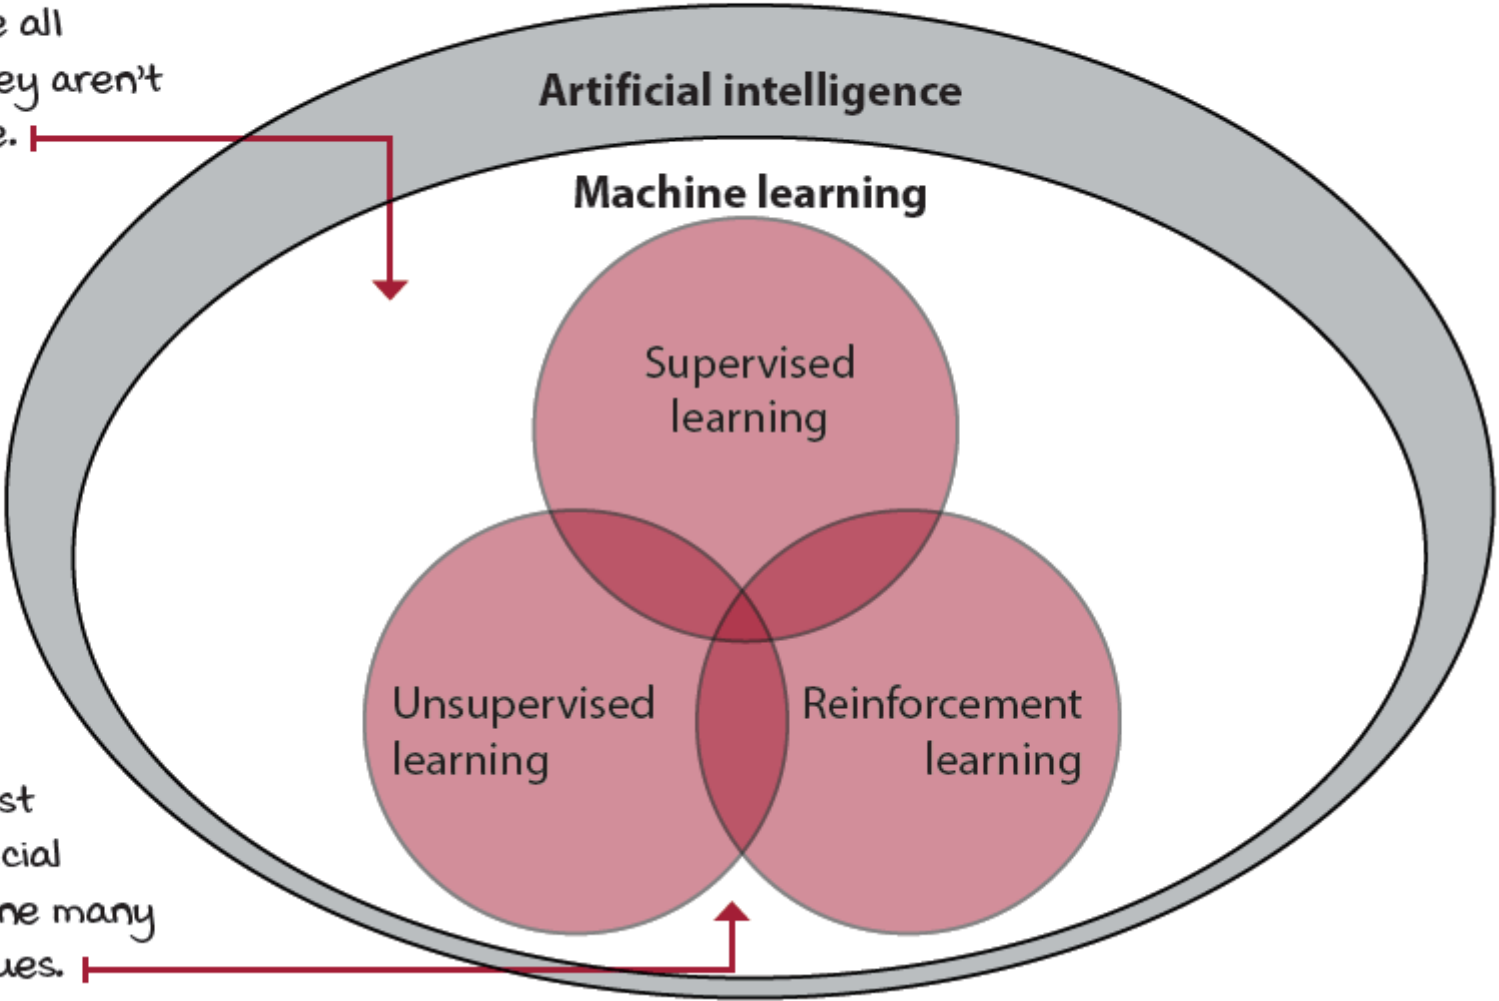 all
ey aren't
e.
Artificial intelligence
Machine learning
Supervised
learning
Unsupervised
learning
Reinforcement
learning
st
cial
ne many
ues.